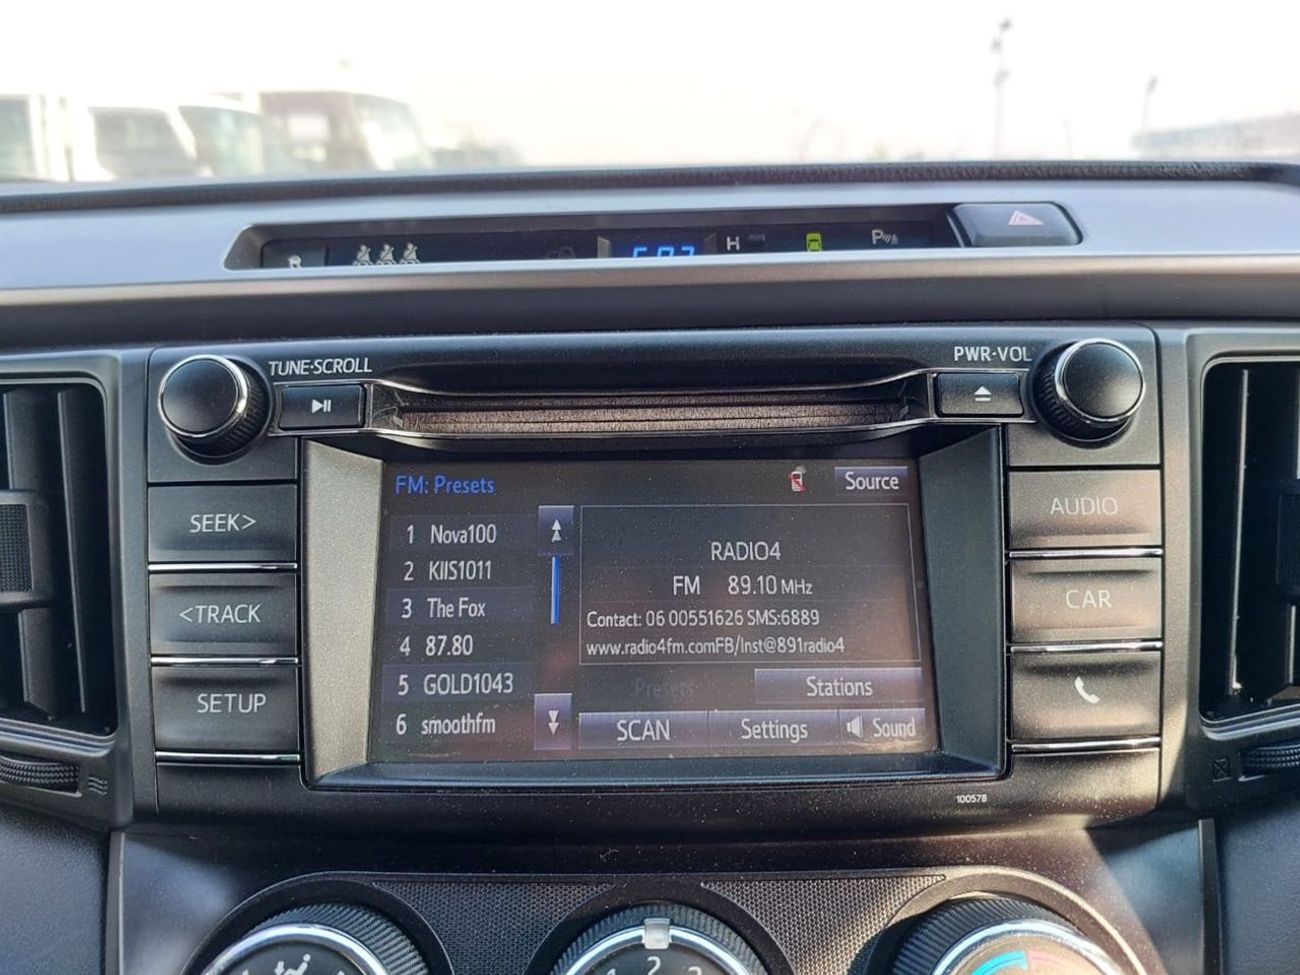 H P
TUNE·SCROLL
PWR·VOL
SEEK>
<TRACK
SETUP
FM: Presets
Source
1 Nova100
2 KIIS1011
3 The Fox
4 87.80
5 GOLD1043
6 smoothfm
RADIO4
FM 89.10 MHz
Contact: 06 00551626 SMS:6889
www.radio4fm.comFB/Inst@891radio4
Presets
Stations
SCAN
Settings
Sound
AUDIO
CAR
100578
2